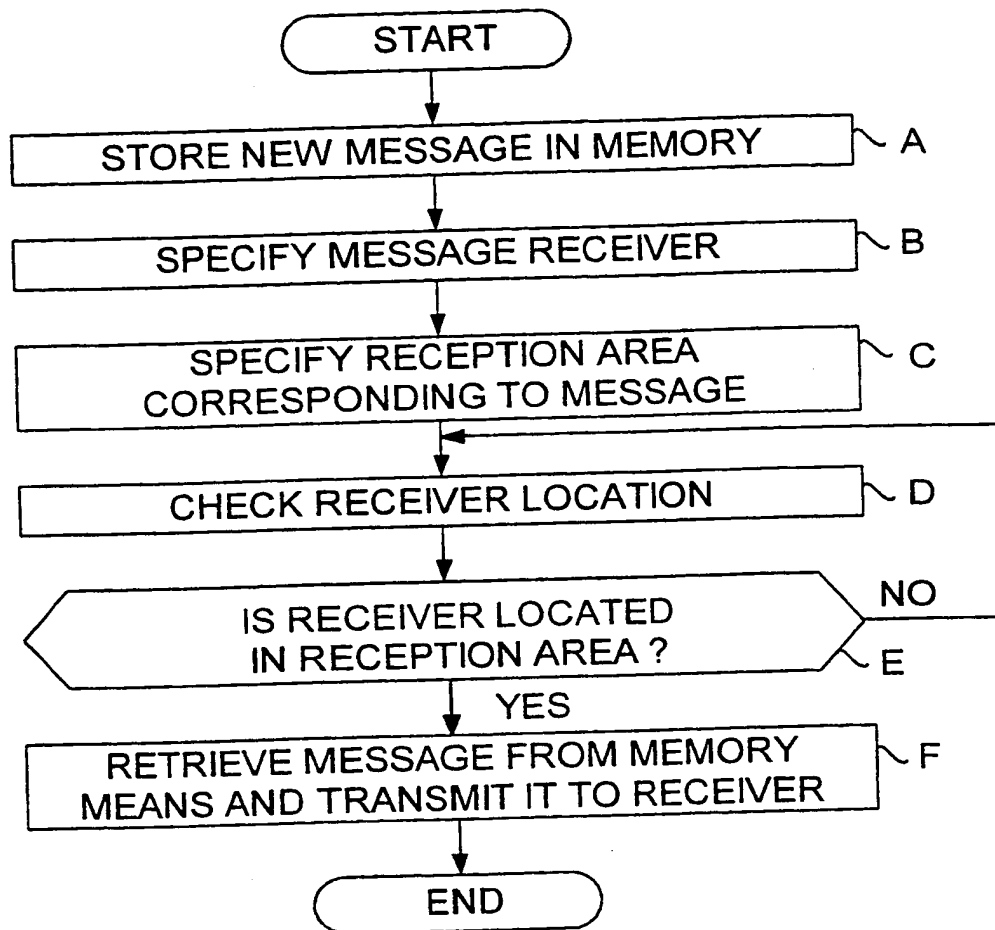 START
STORE NEW MESSAGE IN MEMORY
A
SPECIFY MESSAGE RECEIVER
B
SPECIFY RECEPTION AREA
CORRESPONDING TO MESSAGE
C
CHECK RECEIVER LOCATION
D
IS RECEIVER LOCATED
IN RECEPTION AREA ?
NO
E
YES
RETRIEVE MESSAGE FROM MEMORY
MEANS AND TRANSMIT IT TO RECEIVER
F
END